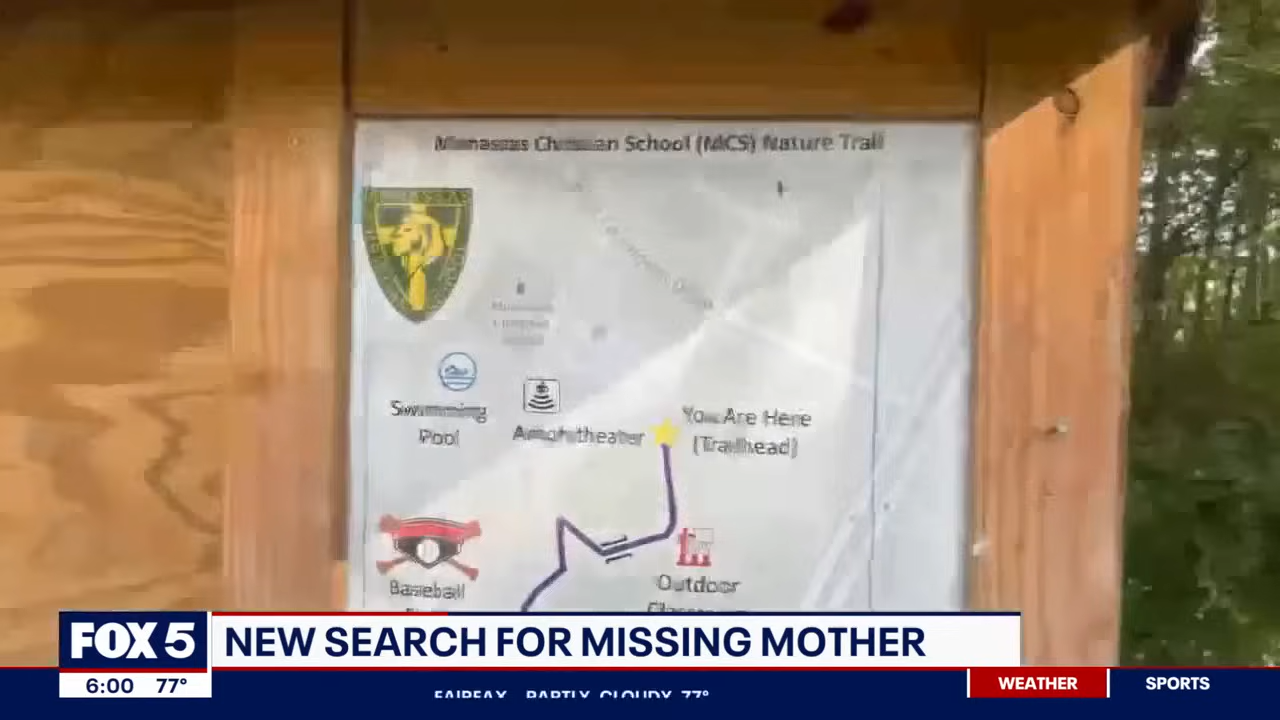 Manassas Christian School (MCS) Nature Trail
Swimming
Pool
Amphitheater
You Are Here
(Trailhead)
Baseball
Outdoor
FOX 5
NEW SEARCH FOR MISSING MOTHER
6:00 77°
FAIRFAX PARTLY CLOUDY 77°
WEATHER
SPORTS